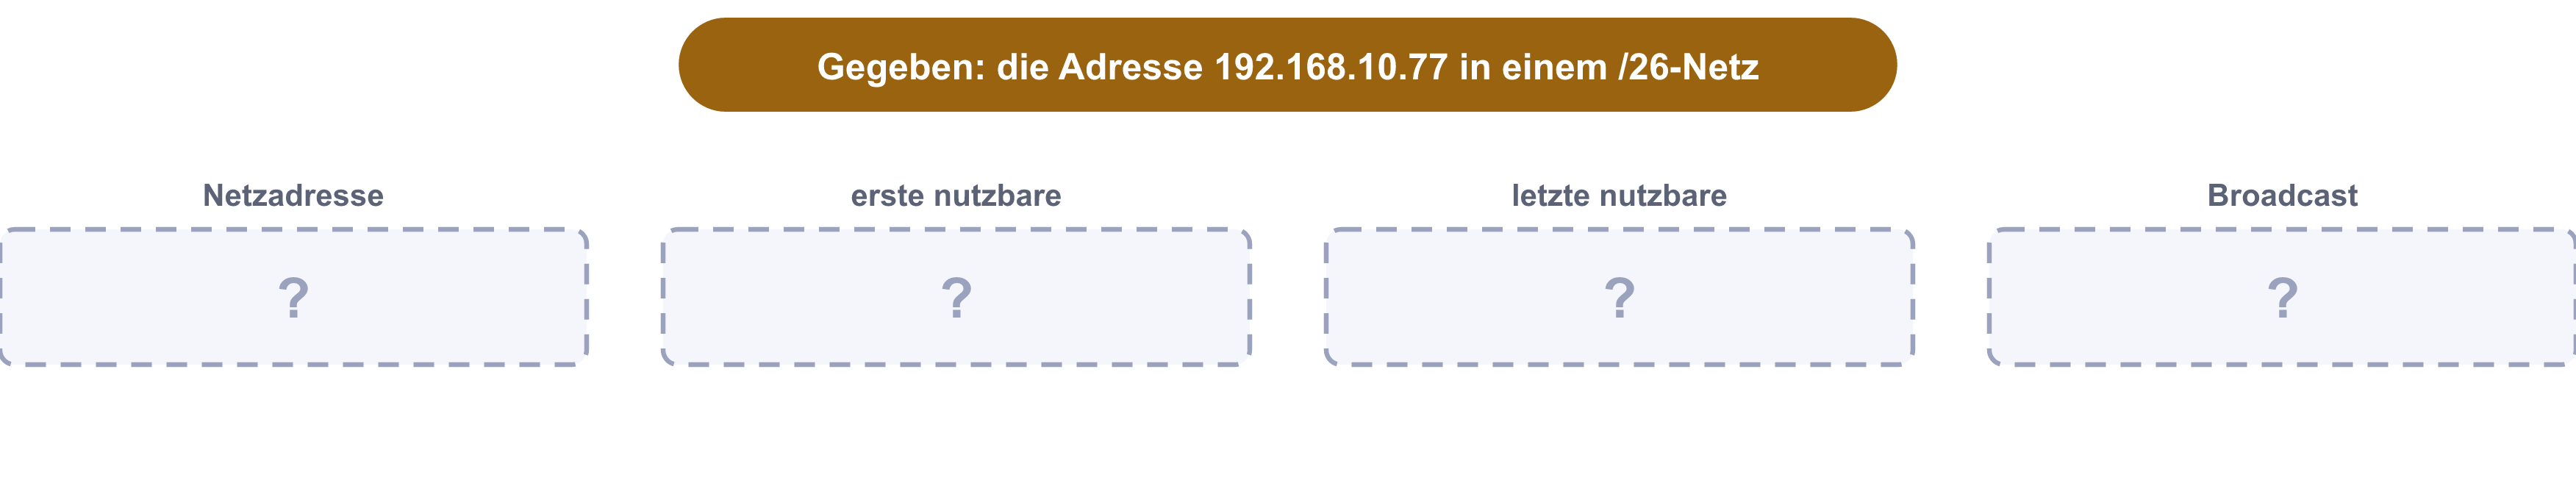 Gegeben: die Adresse 192.168.10.77 in einem /26-Netz
Netzadresse
erste nutzbare
letzte nutzbare
Broadcast
?
?
?
?